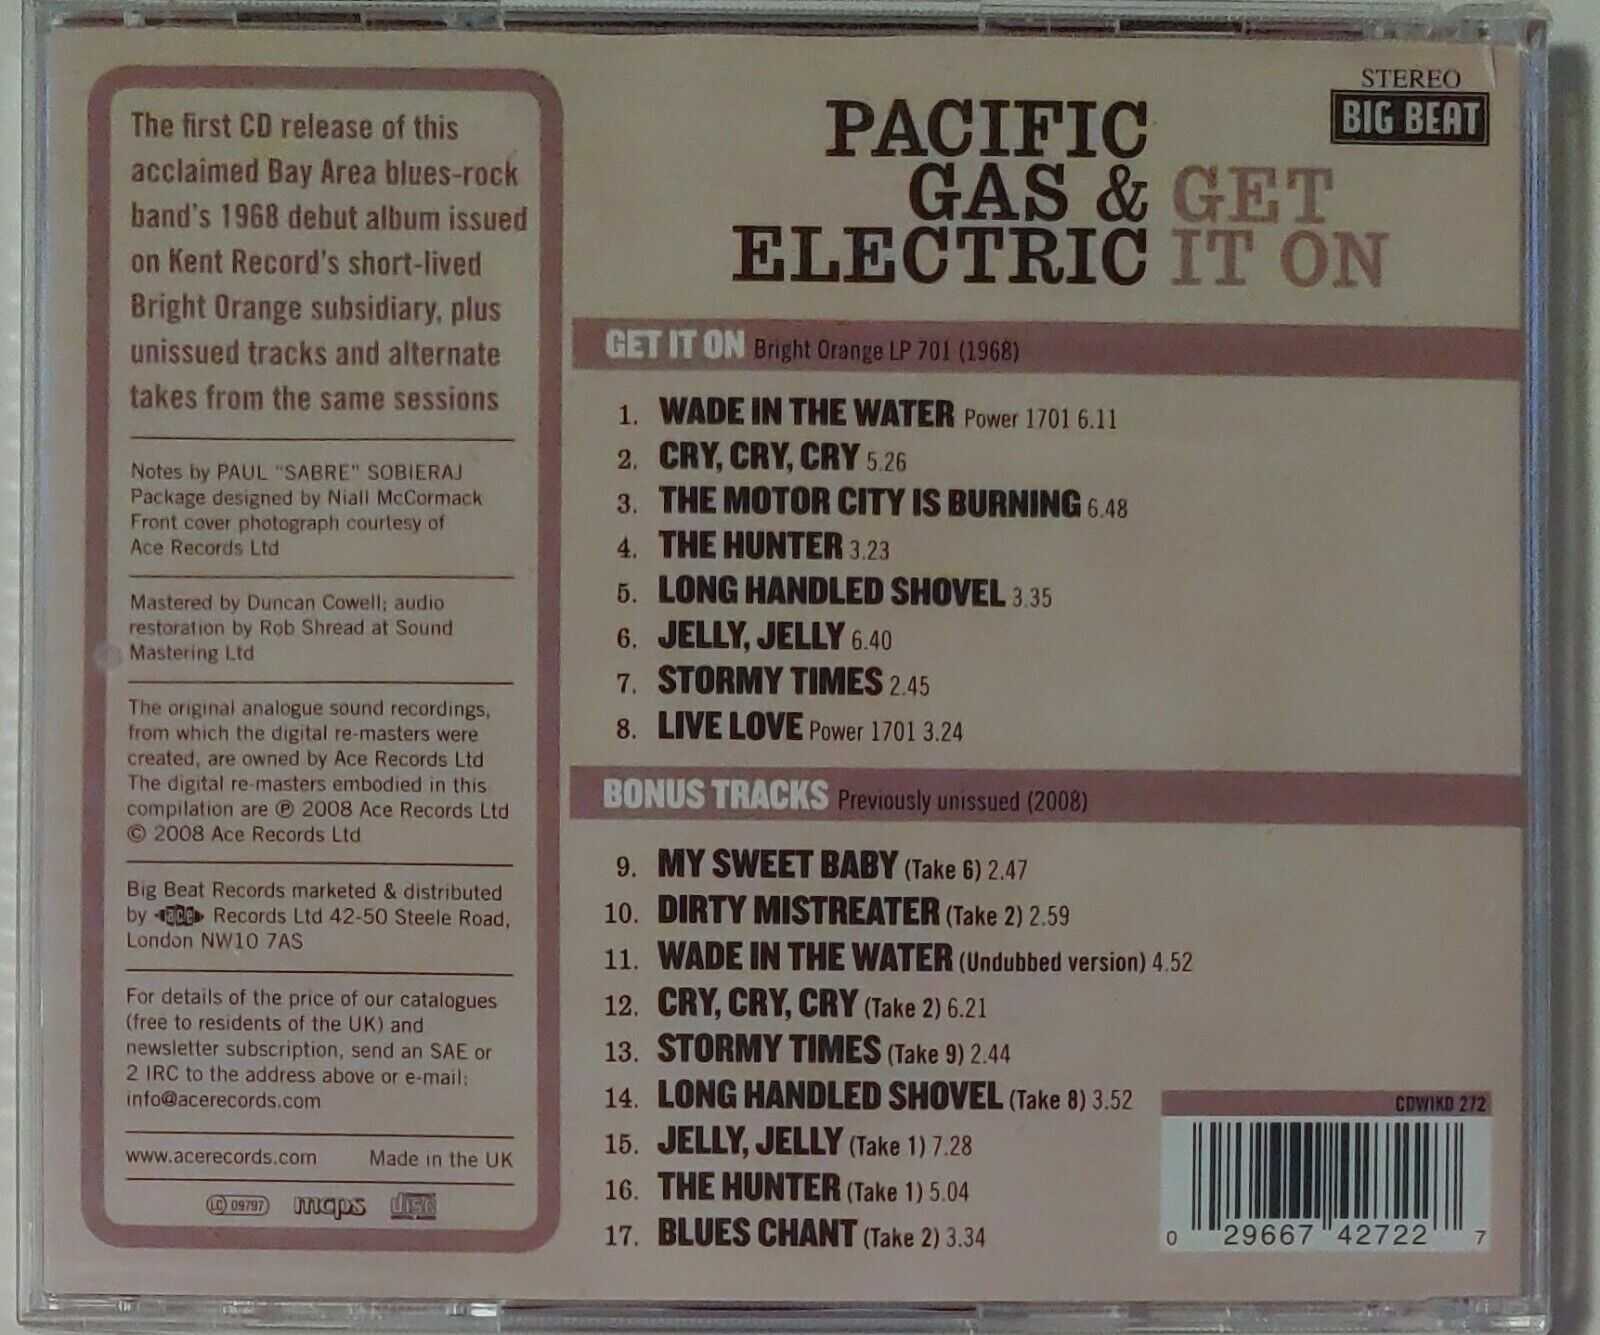 The first CD release of this
acclaimed Bay Area blues-rock
band's 1968 debut album issued
on Kent Record's short-lived
Bright Orange subsidiary, plus
unissued tracks and alternate
takes from the same sessions
Notes by PAUL "SABRE" SOBIERAJ
Package designed by Niall McCormack
Front cover photograph courtesy of
Ace Records Ltd
Mastered by Duncan Cowell; audio
restoration by Rob Shread at Sound
Mastering Ltd
The original analogue sound recordings,
from which the digital re-masters were
created, are owned by Ace Records Ltd
The digital re-masters embodied in this
compilation are ℗ 2008 Ace Records Ltd
© 2008 Ace Records Ltd
Big Beat Records marketed & distributed
by ace Records Ltd 42-50 Steele Road,
London NW10 7AS
For details of the price of our catalogues
(free to residents of the UK) and
newsletter subscription, send an SAE or
2 IRC to the address above or e-mail:
info@acerecords.com
www.acerecords.com Made in the UK
LC 09797 mcps disc
STEREO
BIG BEAT
PACIFIC
GAS & GET
ELECTRIC IT ON
GET IT ON Bright Orange LP 701 (1968)
1. WADE IN THE WATER Power 1701 6.11
2. CRY, CRY, CRY 5.26
3. THE MOTOR CITY IS BURNING 6.48
4. THE HUNTER 3.23
5. LONG HANDLED SHOVEL 3.35
6. JELLY, JELLY 6.40
7. STORMY TIMES 2.45
8. LIVE LOVE Power 1701 3.24
BONUS TRACKS Previously unissued (2008)
9. MY SWEET BABY (Take 6) 2.47
10. DIRTY MISTREATER (Take 2) 2.59
11. WADE IN THE WATER (Undubbed version) 4.52
12. CRY, CRY, CRY (Take 2) 6.21
13. STORMY TIMES (Take 9) 2.44
14. LONG HANDLED SHOVEL (Take 8) 3.52
15. JELLY, JELLY (Take 1) 7.28
16. THE HUNTER (Take 1) 5.04
17. BLUES CHANT (Take 2) 3.34
CDWIKD 272
0 29667 42722 7